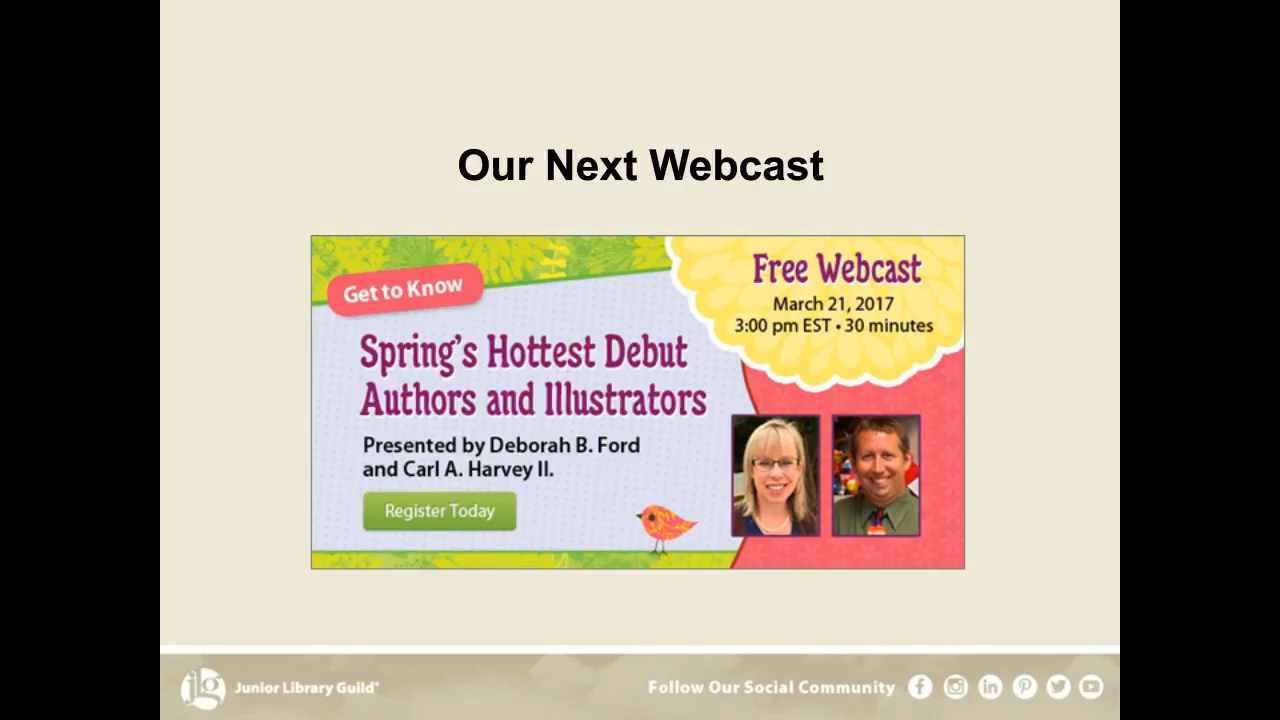 Our Next Webcast
Get to Know
Spring's Hottest Debut
Authors and Illustrators
Presented by Deborah B. Ford
and Carl A. Harvey II.
Register Today
Free Webcast
March 21, 2017
3:00 pm EST • 30 minutes
jlg Junior Library Guild®
Follow Our Social Community